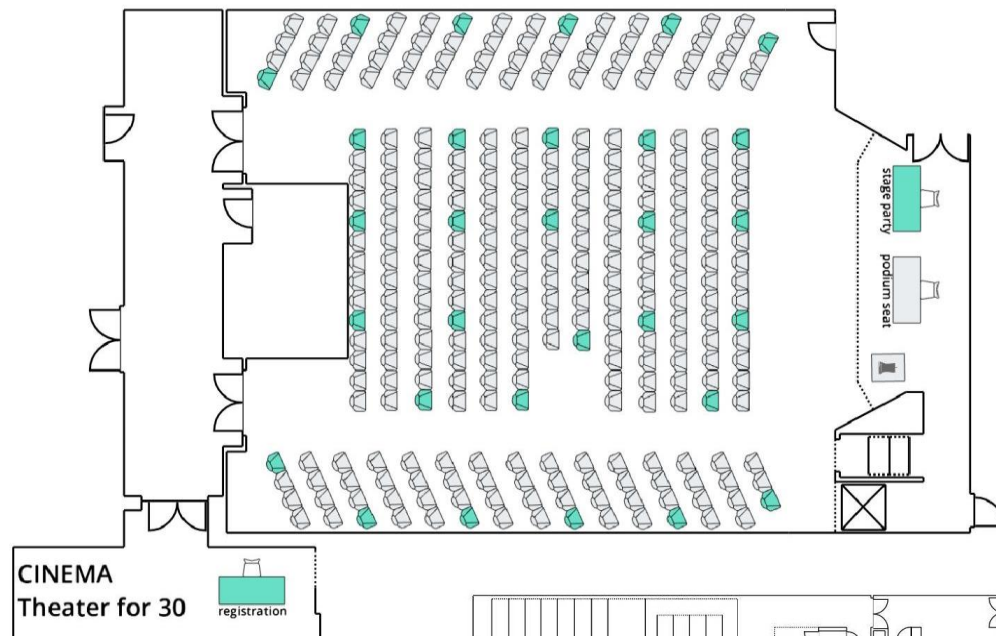 stage party
podium seat
CINEMA
Theater for 30
registration